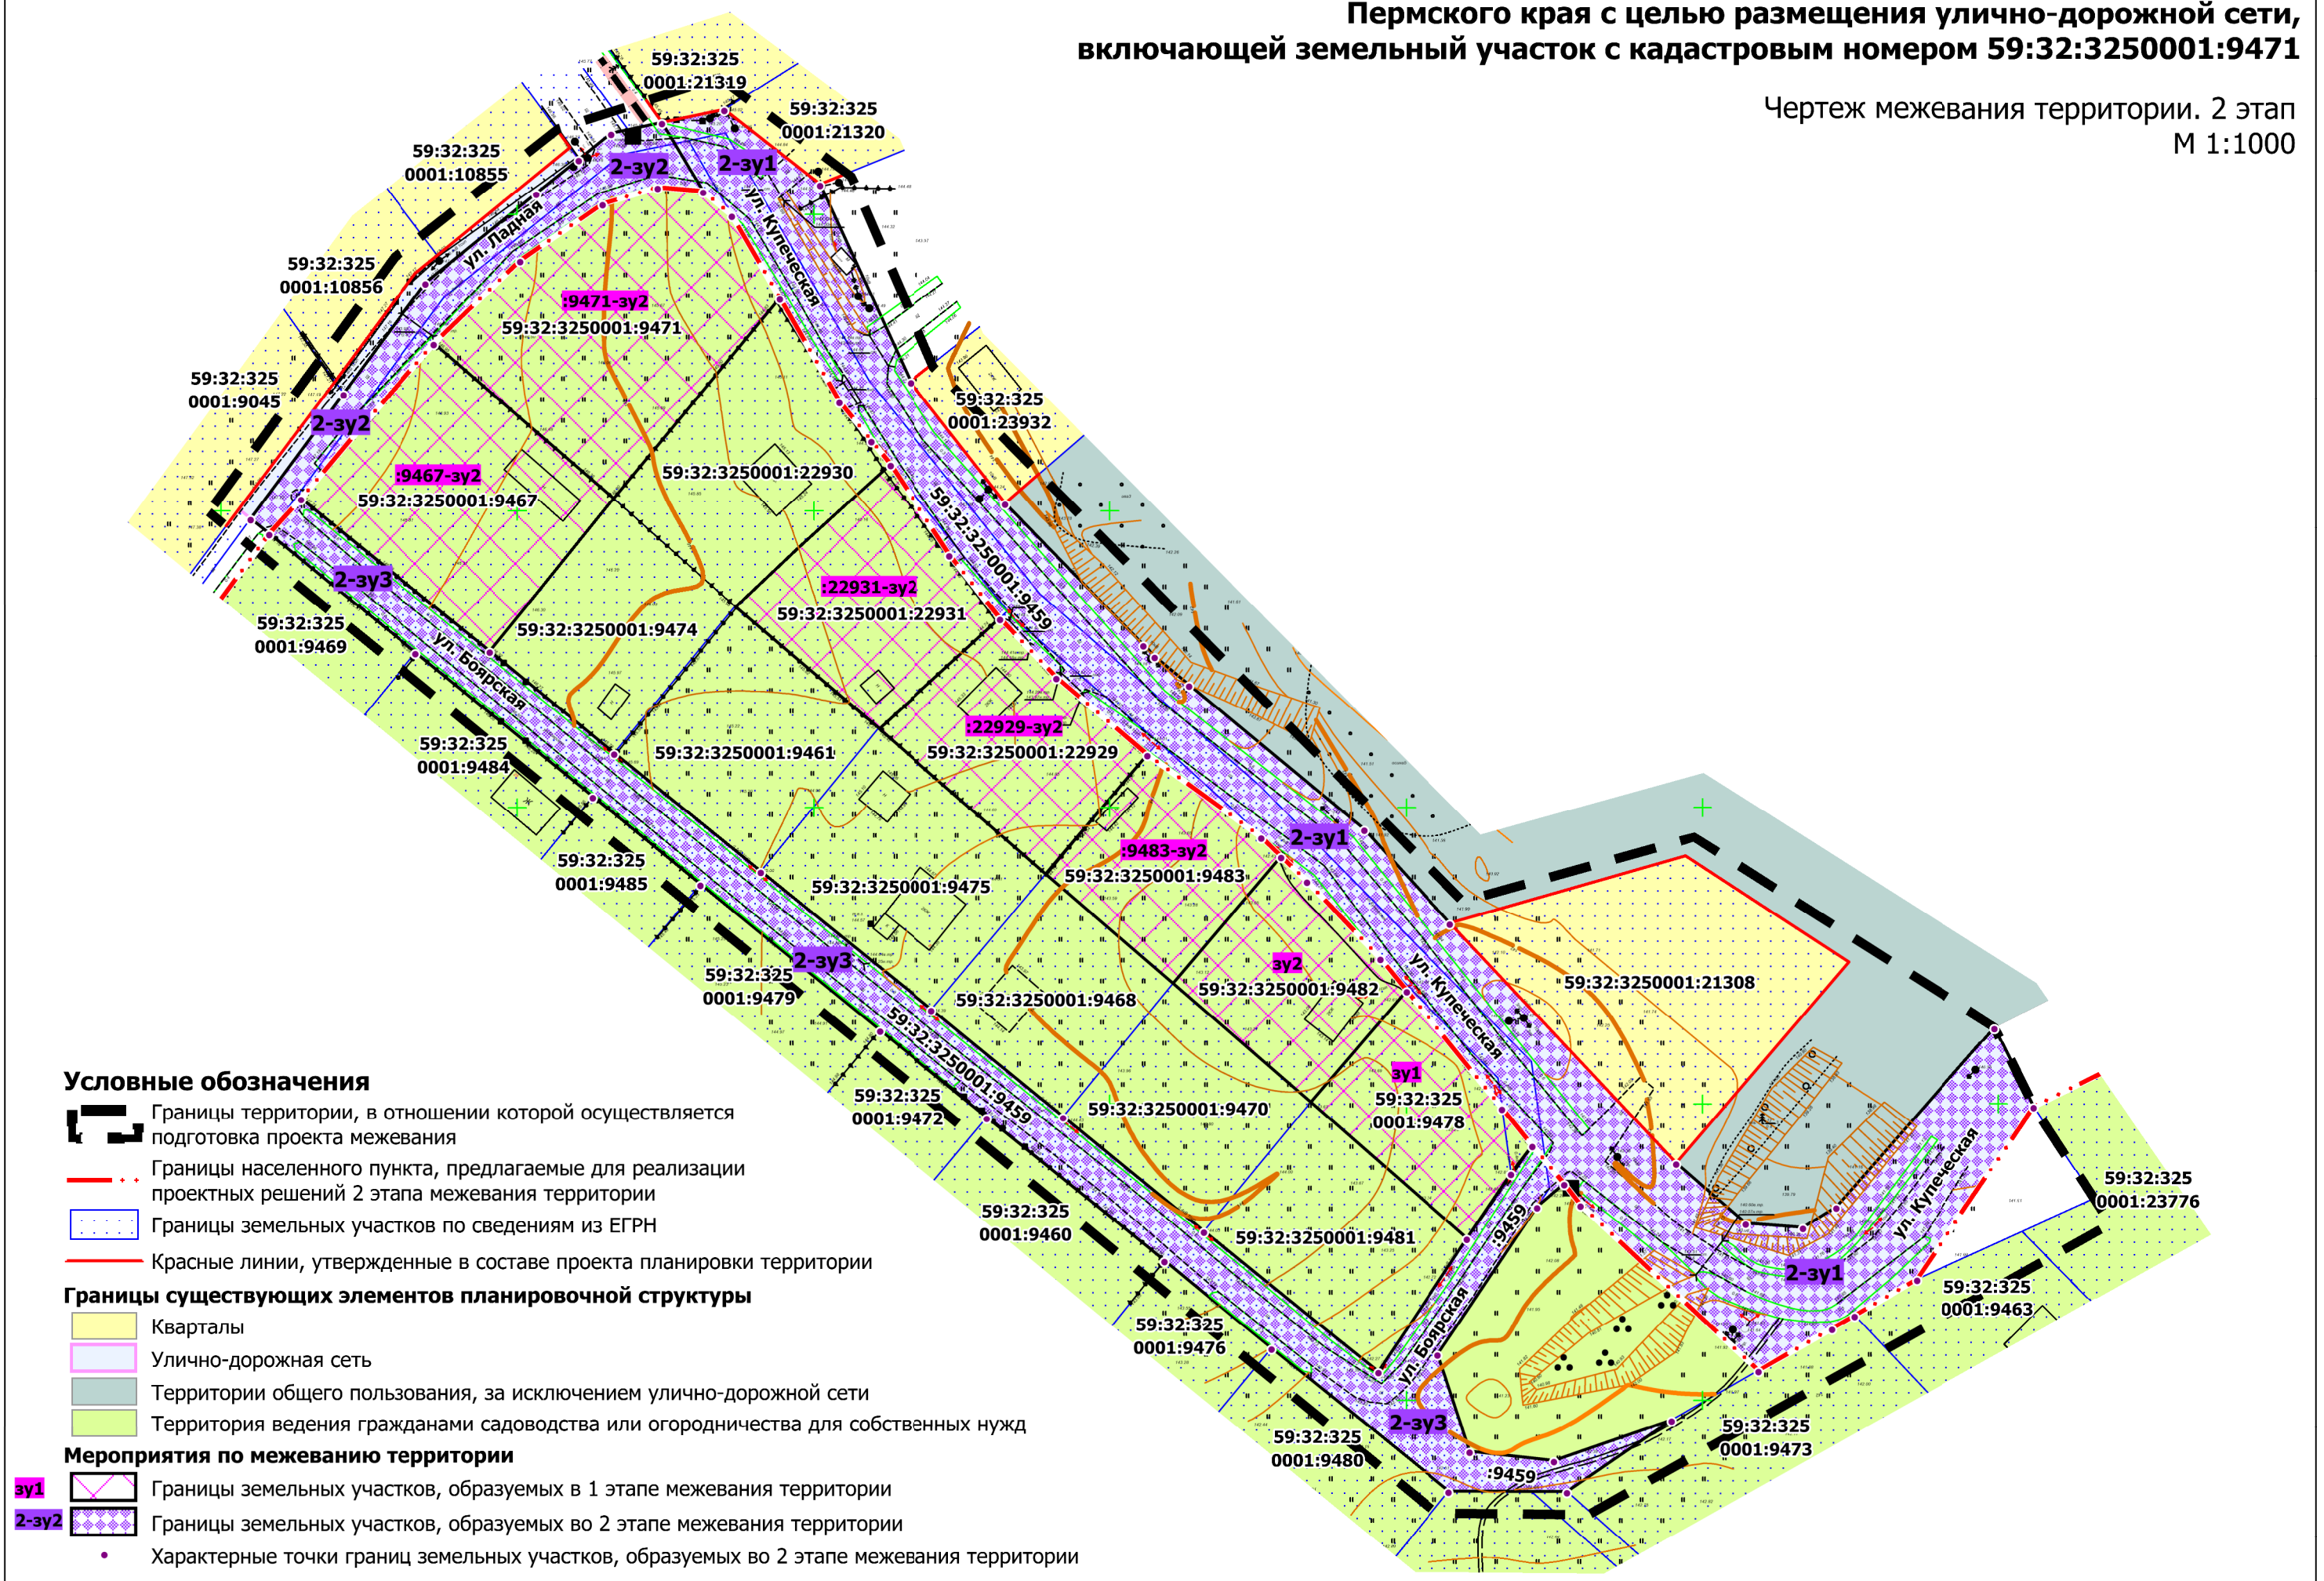 Пермского края с целью размещения улично-дорожной сети,
включающей земельный участок с кадастровым номером 59:32:3250001:9471
Чертеж межевания территории. 2 этап
М 1:1000
59:32:325
0001:21319
59:32:325
0001:21320
59:32:325
0001:10855
2-зу2
2-зу1
ул. Ладная
ул. Купеческая
59:32:325
0001:10856
:9471-зу2
59:32:3250001:9471
59:32:325
0001:9045
2-зу2
59:32:325
0001:23932
:9467-зу2
59:32:3250001:9467
59:32:3250001:22930
59:32:3250001:9459
2-зу3
:22931-зу2
59:32:3250001:22931
59:32:325
0001:9469
59:32:3250001:9474
ул. Боярская
:22929-зу2
59:32:3250001:22929
59:32:325
0001:9484
59:32:3250001:9461
2-зу1
:9483-зу2
59:32:3250001:9483
59:32:325
0001:9485
59:32:3250001:9475
2-зу3
59:32:325
0001:9479
зу2
59:32:3250001:9482
ул. Купеческая
59:32:3250001:21308
59:32:3250001:9468
59:32:3250001:9459
зу1
59:32:325
0001:9478
59:32:325
0001:9472
59:32:3250001:9470
59:32:325
0001:9460
59:32:3250001:9481
:9459
ул. Купеческая
59:32:325
0001:23776
2-зу1
59:32:325
0001:9463
59:32:325
0001:9476
ул. Боярская
2-зу3
59:32:325
0001:9480
59:32:325
0001:9473
:9459
Условные обозначения
Границы территории, в отношении которой осуществляется
подготовка проекта межевания
Границы населенного пункта, предлагаемые для реализации
проектных решений 2 этапа межевания территории
Границы земельных участков по сведениям из ЕГРН
Красные линии, утвержденные в составе проекта планировки территории
Границы существующих элементов планировочной структуры
Кварталы
Улично-дорожная сеть
Территории общего пользования, за исключением улично-дорожной сети
Территория ведения гражданами садоводства или огородничества для собственных нужд
Мероприятия по межеванию территории
зу1 Границы земельных участков, образуемых в 1 этапе межевания территории
2-зу2 Границы земельных участков, образуемых во 2 этапе межевания территории
Характерные точки границ земельных участков, образуемых во 2 этапе межевания территории